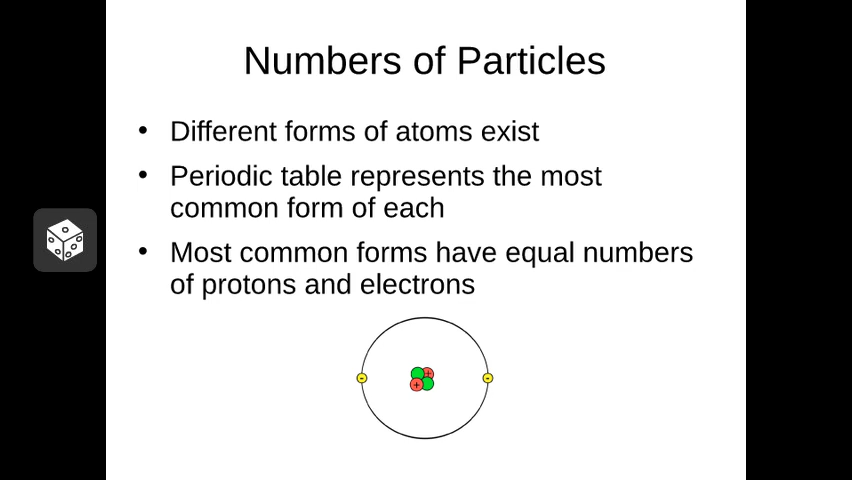 Numbers of Particles
• Different forms of atoms exist
• Periodic table represents the most
common form of each
• Most common forms have equal numbers
of protons and electrons
+
+
- -